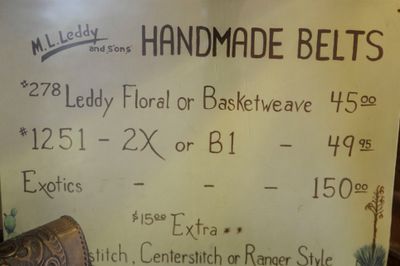 M.L. Leddy and sons HANDMADE BELTS
#278 Leddy Floral or Basketweave 45.00
#1251 - 2X or B1 - 49.95
Exotics - - - 150.00
$15.00 Extra **
stitch, Centerstitch or Ranger Style